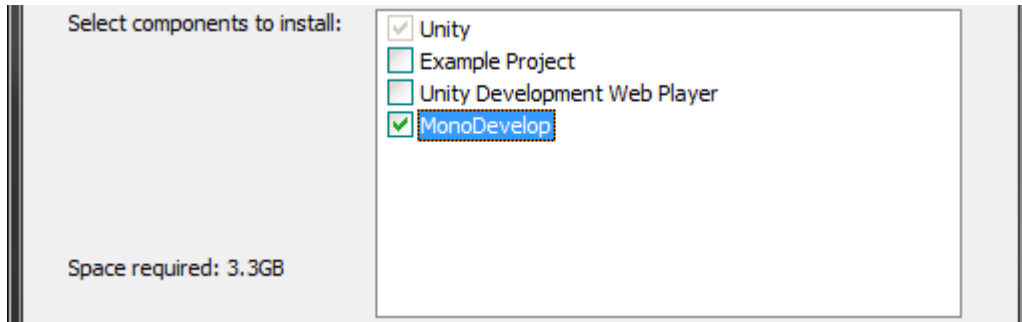 Select components to install:
Unity
Example Project
Unity Development Web Player
MonoDevelop
Space required: 3.3GB